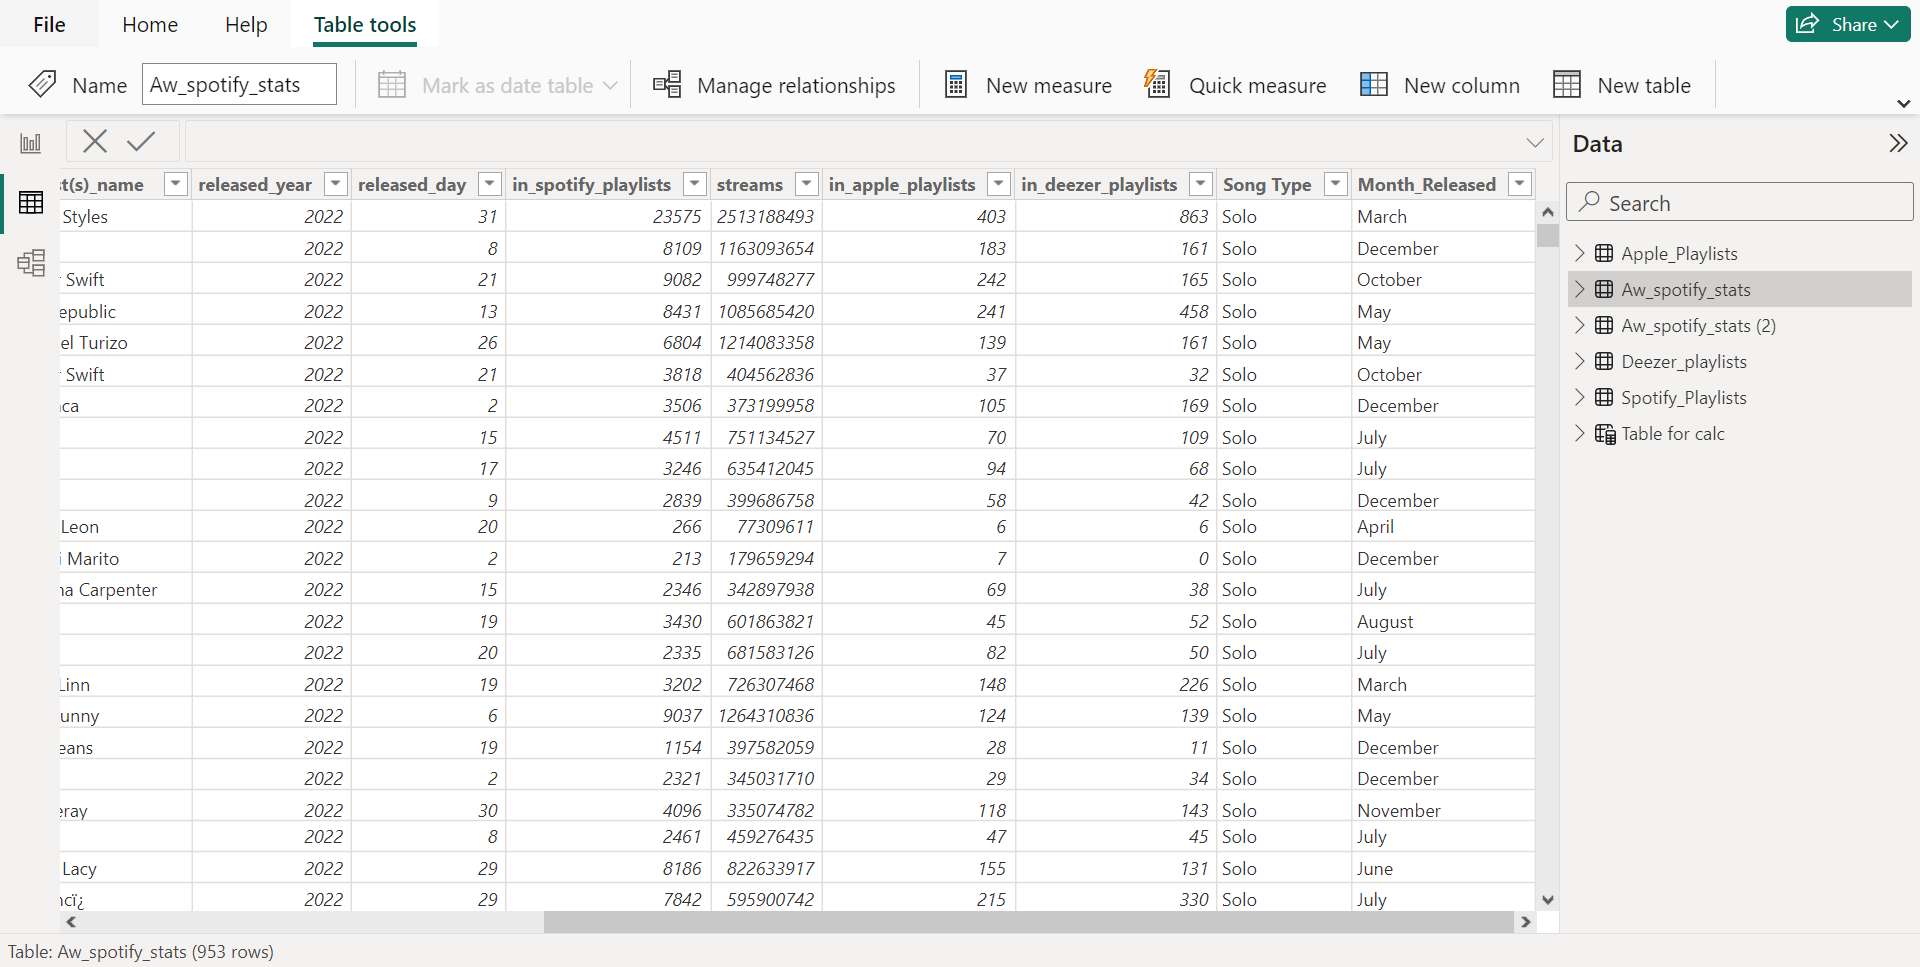 File Home Help Table tools Share
Name Aw_spotify_stats Mark as date table Manage relationships New measure Quick measure New column New table
Data
Search
Apple_Playlists
Aw_spotify_stats
Aw_spotify_stats (2)
Deezer_playlists
Spotify_Playlists
Table for calc
st(s)_name released_year released_day in_spotify_playlists streams in_apple_playlists in_deezer_playlists Song Type Month_Released
Styles 2022 31 23575 2513188493 403 863 Solo March
2022 8 8109 1163093654 183 161 Solo December
Swift 2022 21 9082 999748277 242 165 Solo October
epublic 2022 13 8431 1085685420 241 458 Solo May
el Turizo 2022 26 6804 1214083358 139 161 Solo May
Swift 2022 21 3818 404562836 37 32 Solo October
ca 2022 2 3506 373199958 105 169 Solo December
2022 15 4511 751134527 70 109 Solo July
2022 17 3246 635412045 94 68 Solo July
2022 9 2839 399686758 58 42 Solo December
Leon 2022 20 266 77309611 6 6 Solo April
i Marito 2022 2 213 179659294 7 0 Solo December
na Carpenter 2022 15 2346 342897938 69 38 Solo July
2022 19 3430 601863821 45 52 Solo August
2022 20 2335 681583126 82 50 Solo July
Linn 2022 19 3202 726307468 148 226 Solo March
unny 2022 6 9037 1264310836 124 139 Solo May
eans 2022 19 1154 397582059 28 11 Solo December
2022 2 2321 345031710 29 34 Solo December
eray 2022 30 4096 335074782 118 143 Solo November
2022 8 2461 459276435 47 45 Solo July
Lacy 2022 29 8186 822633917 155 131 Solo June
ncï¿ 2022 29 7842 595900742 215 330 Solo July
Table: Aw_spotify_stats (953 rows)